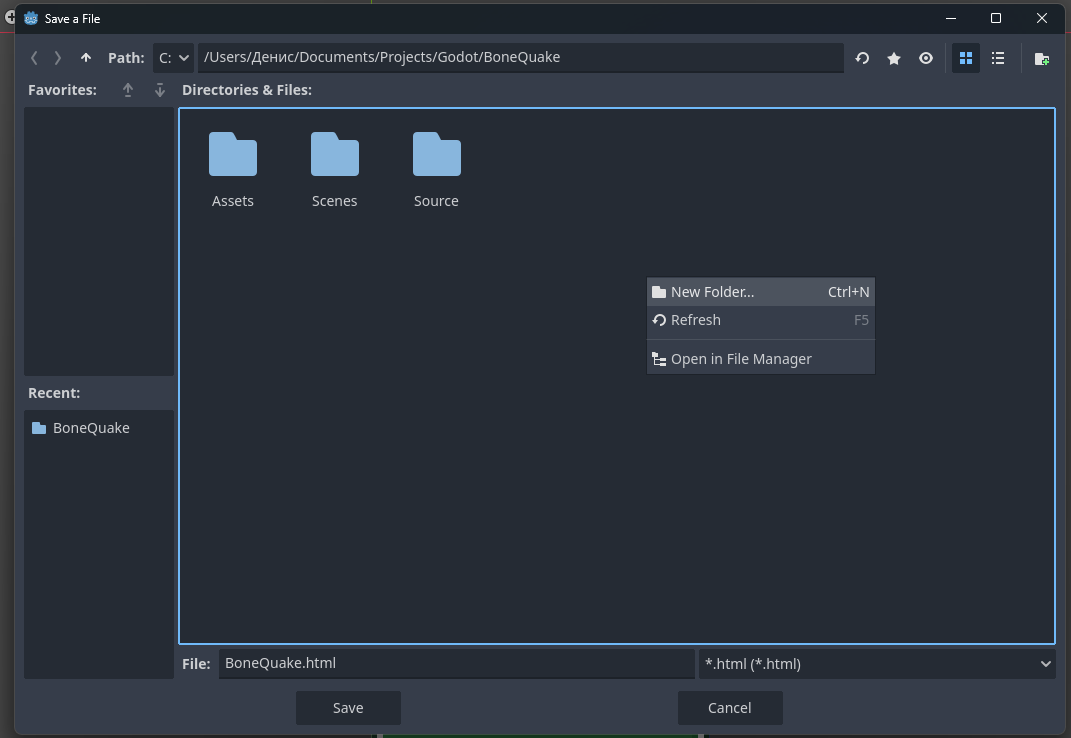 Save a File
Path: C: /Users/Денис/Documents/Projects/Godot/BoneQuake
Favorites: Directories & Files:
Assets Scenes Source
New Folder... Ctrl+N
Refresh F5
Open in File Manager
Recent:
BoneQuake
File: BoneQuake.html *.html (*.html)
Save Cancel